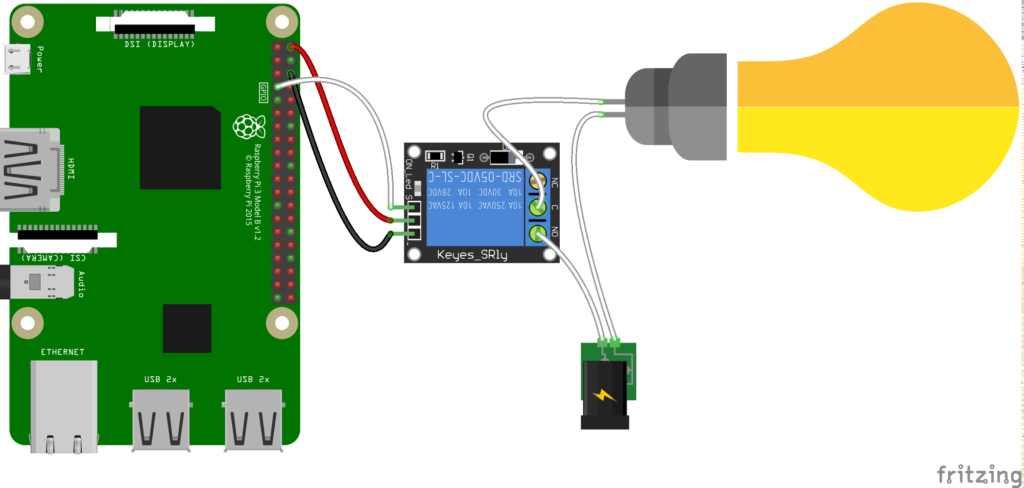 DSI (DISPLAY)
Power
GPIO
HDMI
Raspberry Pi 3 Model B v1.2
© Raspberry Pi 2015
CSI (CAMERA)
Audio
ETHERNET
USB 2x
USB 2x
R1
Q1
ON_Led
S
SRD-05VDC-SL-C
10A 30VDC 10A 28VDC
10A 250VAC 10A 125VAC
NC
C
NO
Keyes_SR1y
fritzing